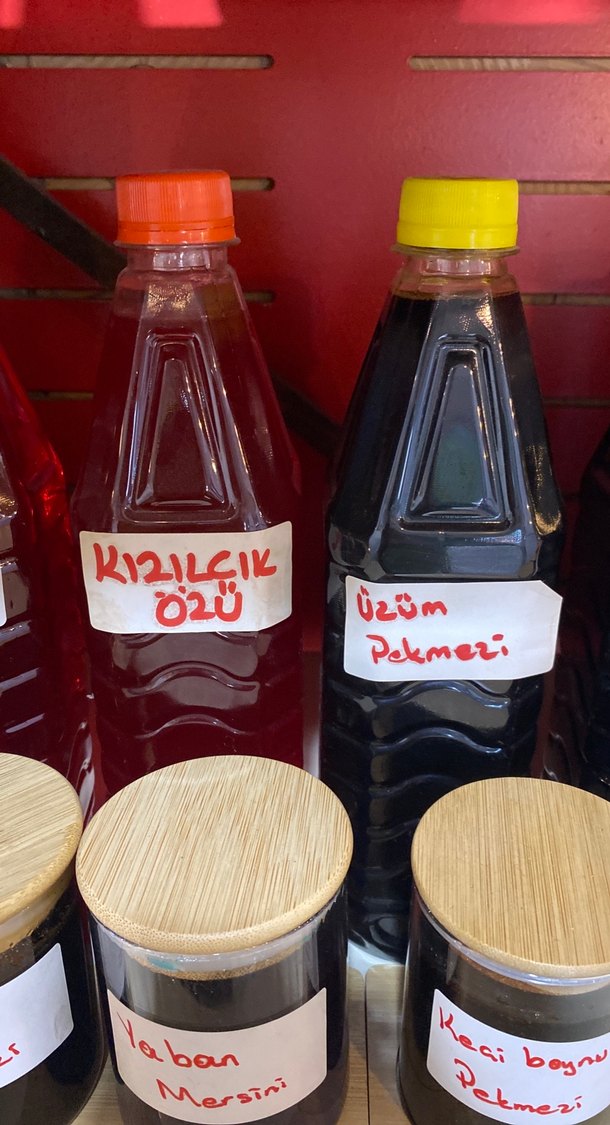 KIZILCIK
ÖZÜ
Üzüm
Pekmezi
Yaban
Mersini
Keçi boynu
Pekmezi